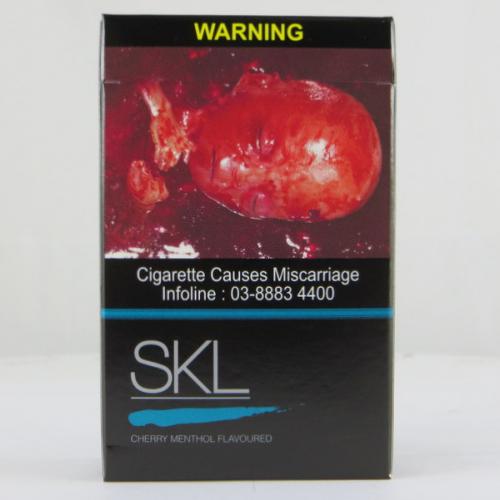 WARNING
Cigarette Causes Miscarriage
Infoline : 03-8883 4400
SKL
CHERRY MENTHOL FLAVOURED